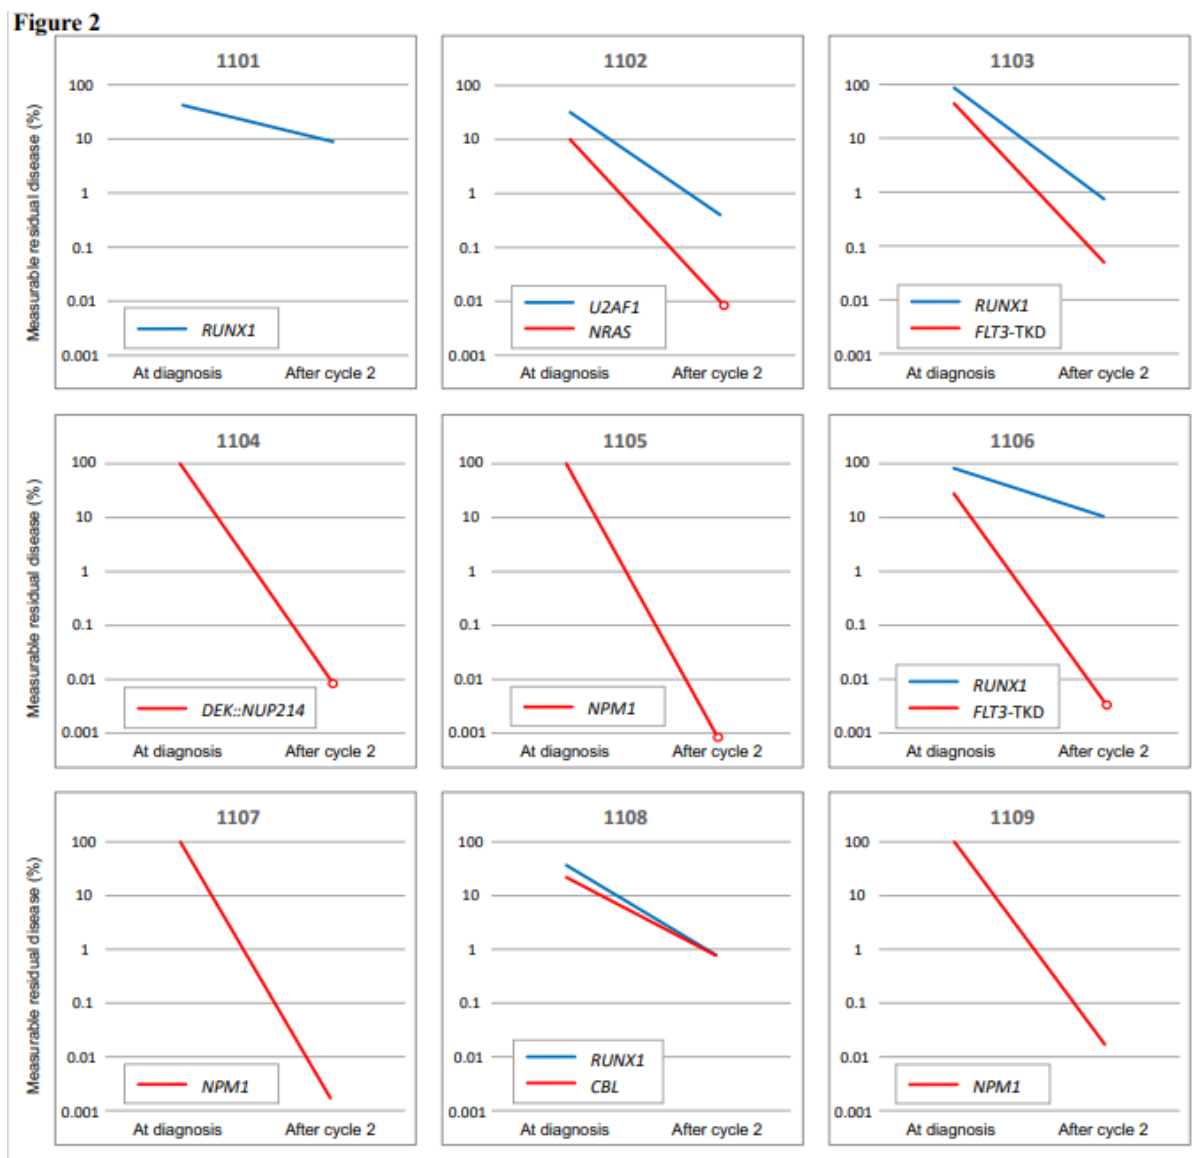 Figure 2
1101
1102
1103
Measurable residual disease (%)
100
10
1
0.1
0.01
0.001
RUNX1
At diagnosis
After cycle 2
100
10
1
0.1
0.01
0.001
U2AF1
NRAS
At diagnosis
After cycle 2
100
10
1
0.1
0.01
0.001
RUNX1
FLT3-TKD
At diagnosis
After cycle 2
1104
1105
1106
Measurable residual disease (%)
100
10
1
0.1
0.01
0.001
DEK::NUP214
At diagnosis
After cycle 2
100
10
1
0.1
0.01
0.001
NPM1
At diagnosis
After cycle 2
100
10
1
0.1
0.01
0.001
RUNX1
FLT3-TKD
At diagnosis
After cycle 2
1107
1108
1109
Measurable residual disease (%)
100
10
1
0.1
0.01
0.001
NPM1
At diagnosis
After cycle 2
100
10
1
0.1
0.01
0.001
RUNX1
CBL
At diagnosis
After cycle 2
100
10
1
0.1
0.01
0.001
NPM1
At diagnosis
After cycle 2